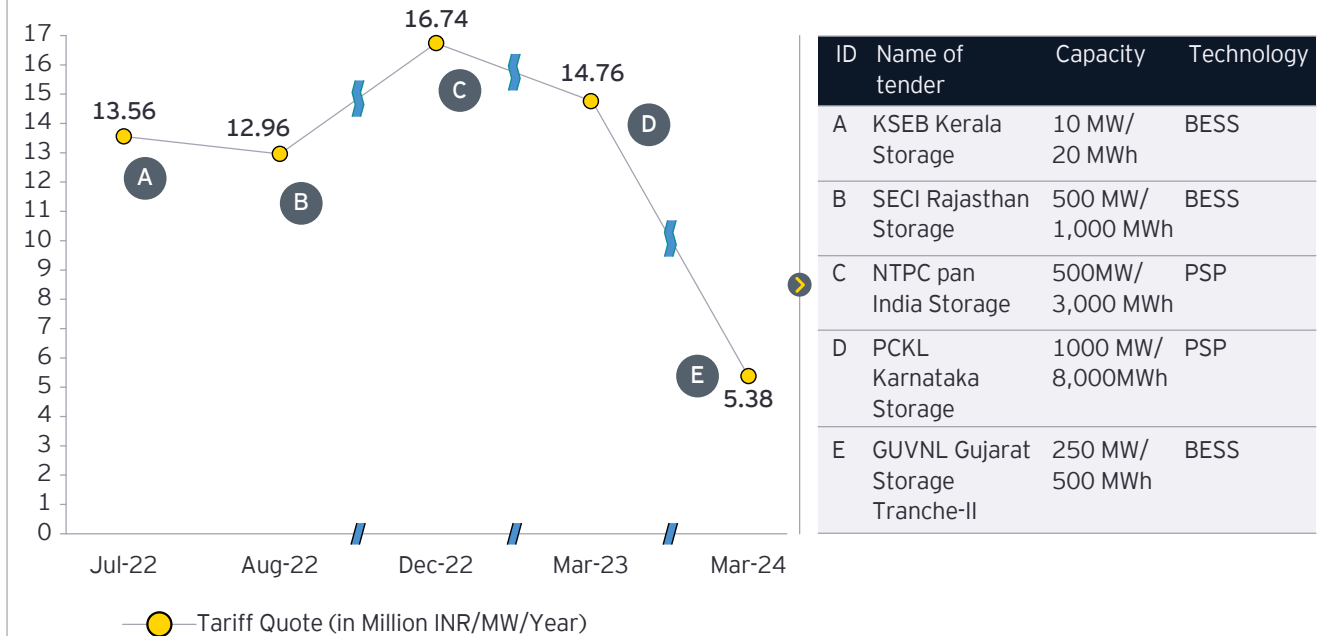 17
16
15
14
13
12
11
10
9
8
7
6
5
4
3
2
1
0
13.56
12.96
16.74
14.76
5.38
A
B
C
D
E
Jul-22
Aug-22
Dec-22
Mar-23
Mar-24
Tariff Quote (in Million INR/MW/Year)
ID Name of tender Capacity Technology
A KSEB Kerala Storage 10 MW/ 20 MWh BESS
B SECI Rajasthan Storage 500 MW/ 1,000 MWh BESS
C NTPC pan India Storage 500MW/ 3,000 MWh PSP
D PCKL Karnataka Storage 1000 MW/ 8,000MWh PSP
E GUVNL Gujarat Storage Tranche-II 250 MW/ 500 MWh BESS